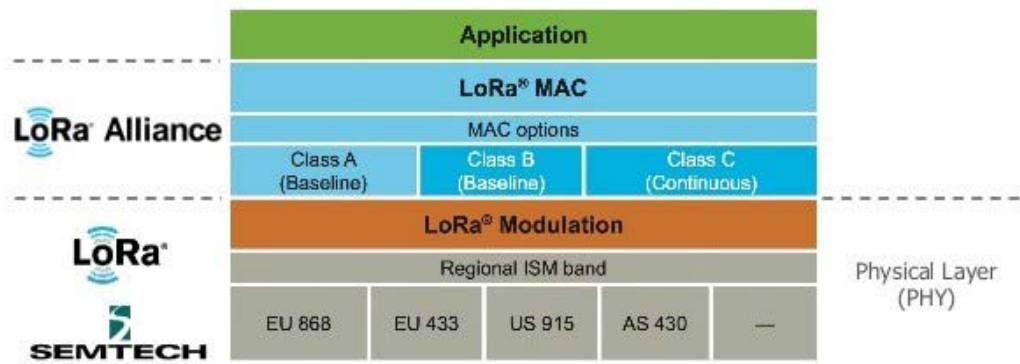 Application
LoRa® MAC
LoRa Alliance
MAC options
Class A
(Baseline)
Class B
(Baseline)
Class C
(Continuous)
LoRa® Modulation
LoRa®
Regional ISM band
Physical Layer
(PHY)
EU 868
EU 433
US 915
AS 430
—
SEMTECH